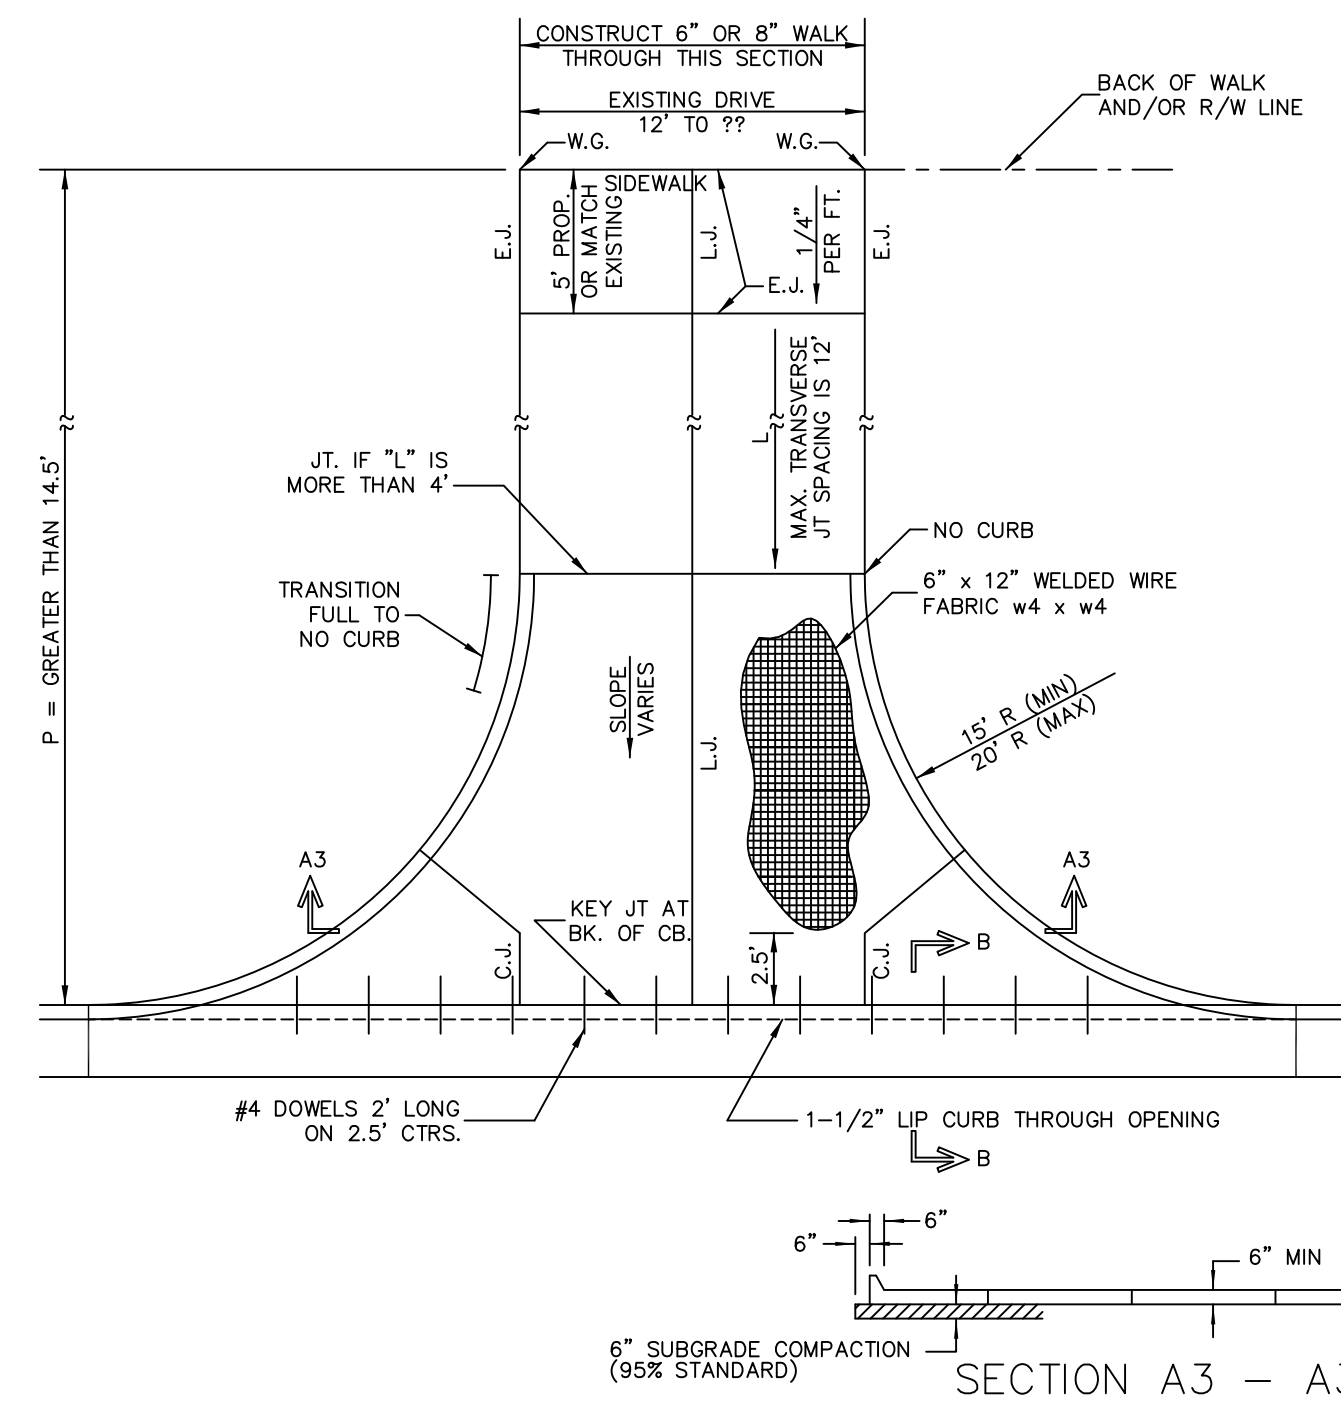 CONSTRUCT 6” OR 8” WALK
THROUGH THIS SECTION
EXISTING DRIVE
12’ TO ??
BACK OF WALK
AND/OR R/W LINE
W.G.
W.G.
SIDEWALK
E.J.
5’ PROP.
OR MATCH
EXISTING
L.J.
1/4”
PER FT.
E.J.
E.J.
L
MAX. TRANSVERSE
JT SPACING IS 12’
P = GREATER THAN 14.5’
JT. IF ”L” IS
MORE THAN 4’
NO CURB
TRANSITION
FULL TO
NO CURB
6” x 12” WELDED WIRE
FABRIC w4 x w4
SLOPE
VARIES
L.J.
15’ R (MIN)
20’ R (MAX)
A3
A3
KEY JT AT
BK. OF CB.
C.J.
2.5’
C.J.
B
#4 DOWELS 2’ LONG
ON 2.5’ CTRS.
1–1/2” LIP CURB THROUGH OPENING
B
6”
6”
6” MIN
6” SUBGRADE COMPACTION
(95% STANDARD)
SECTION A3 – A3